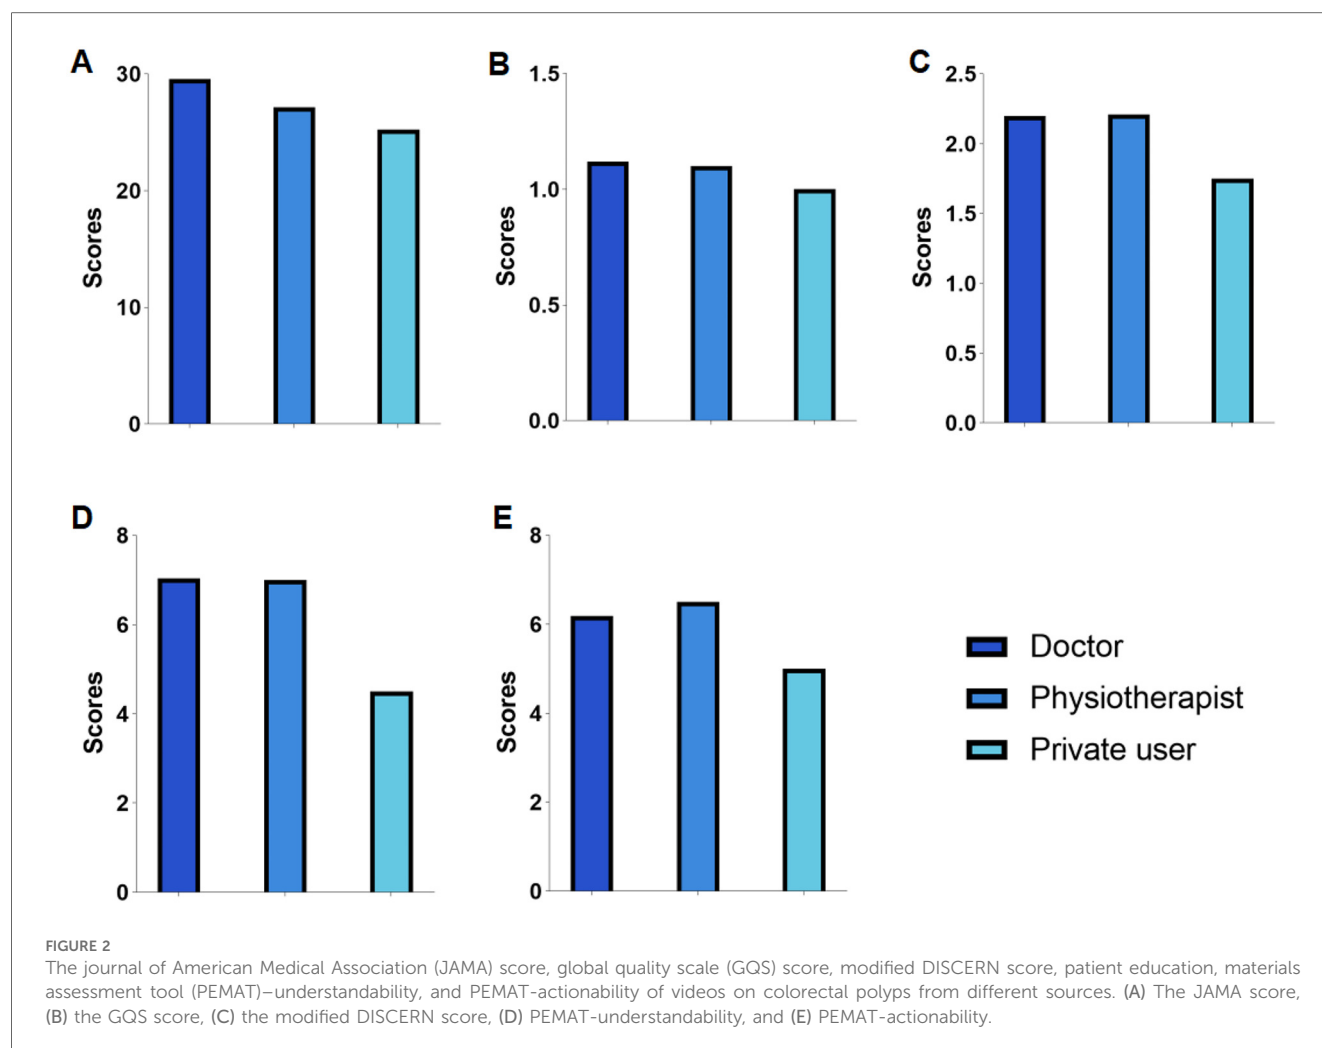 A
30
20
10
0
Scores
B
1.5
1.0
0.5
0.0
Scores
C
2.5
2.0
1.5
1.0
0.5
0.0
Scores
D
8
6
4
2
0
Scores
E
8
6
4
2
0
Scores
Doctor
Physiotherapist
Private user
FIGURE 2
The journal of American Medical Association (JAMA) score, global quality scale (GQS) score, modified DISCERN score, patient education, materials
assessment tool (PEMAT)–understandability, and PEMAT-actionability of videos on colorectal polyps from different sources. (A) The JAMA score,
(B) the GQS score, (C) the modified DISCERN score, (D) PEMAT-understandability, and (E) PEMAT-actionability.